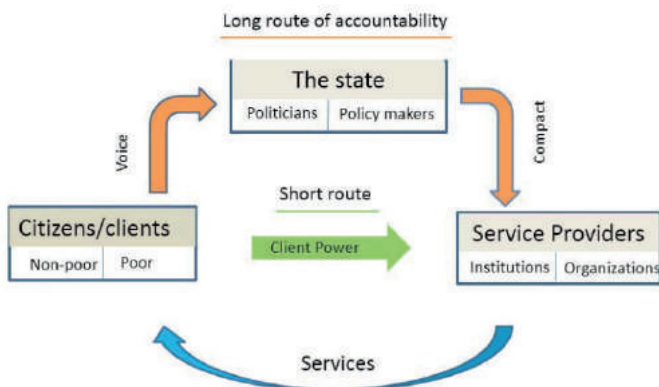 Long route of accountability
The state
Politicians
Policy makers
Voice
Compact
Short route
Client Power
Citizens/clients
Non-poor
Poor
Service Providers
Institutions
Organizations
Services